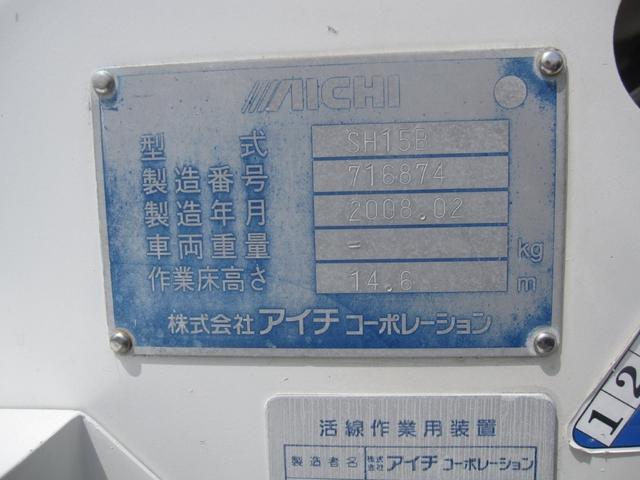 AICHI
型式 SH15B
製造番号 716874
製造年月 2008.02
車両重量 - kg
作業床高さ 14.6 m
株式会社 アイチ コーポレーション
活線作業用装置
製造者名 株式会社 アイチ コーポレーション
1 2